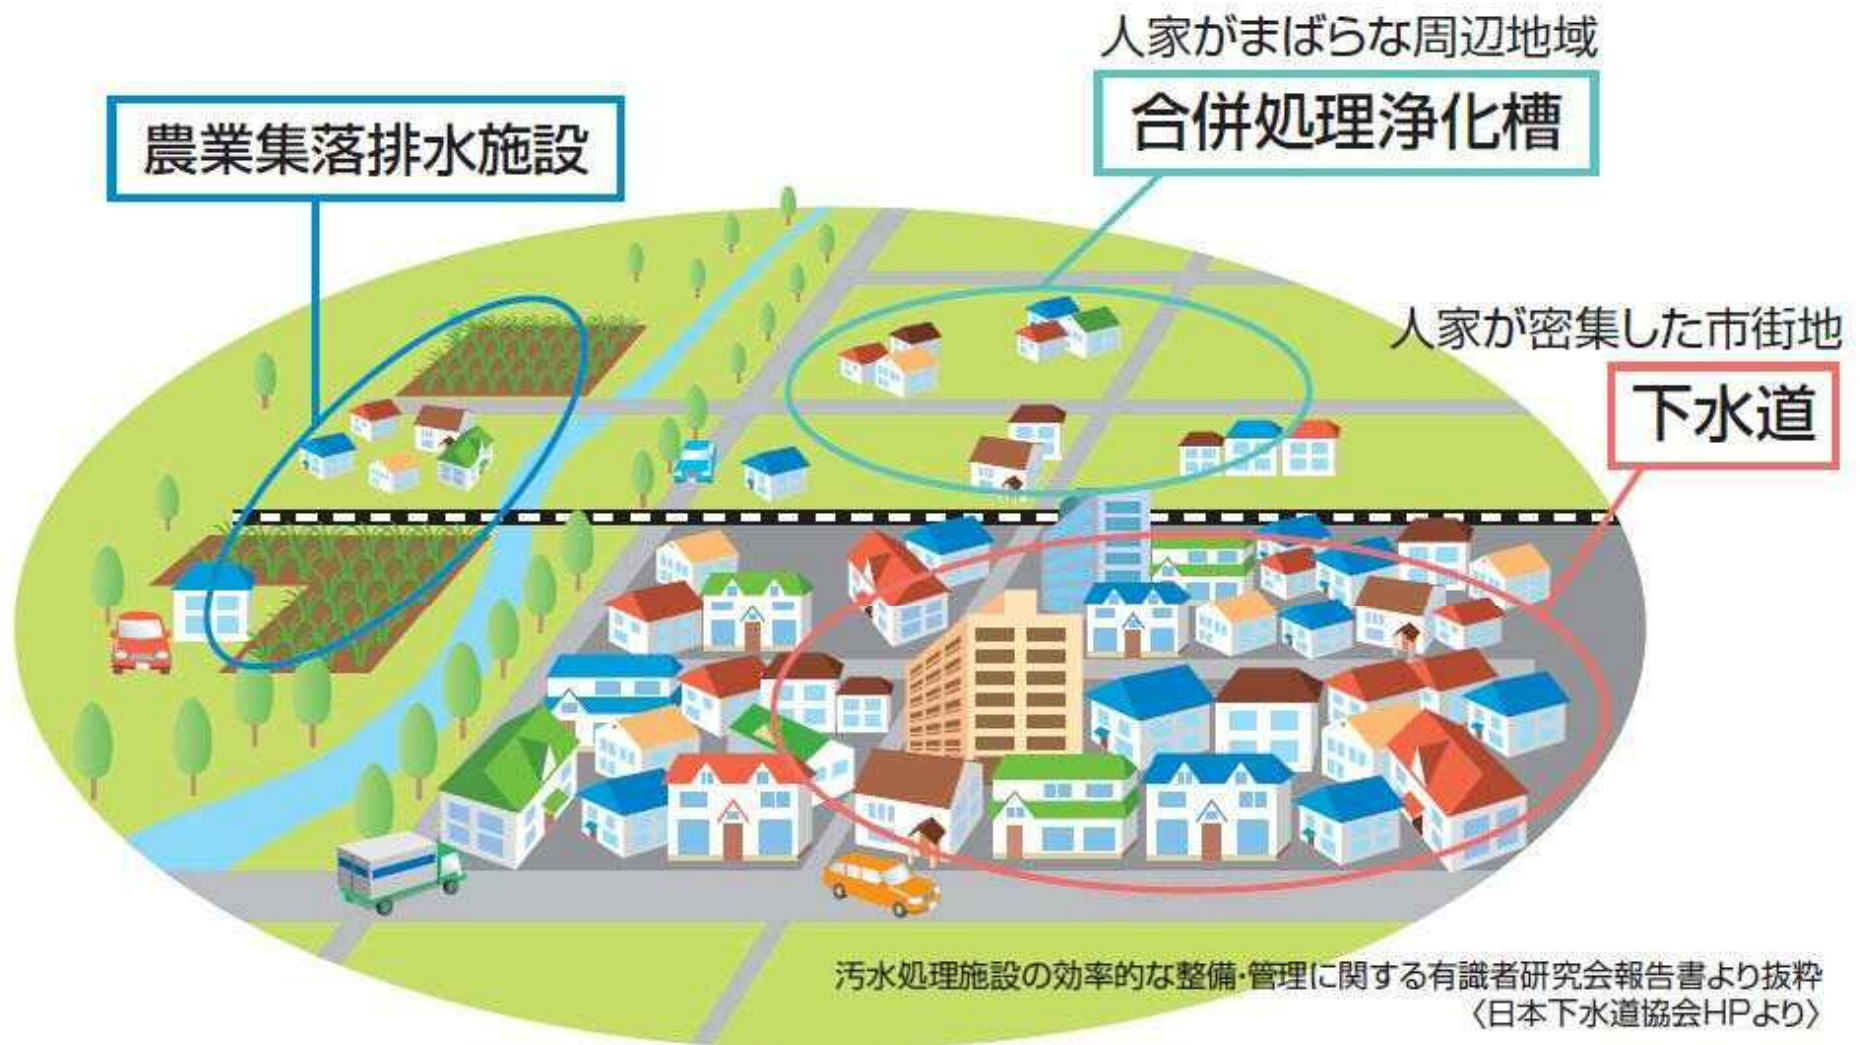 人家がまばらな周辺地域
合併処理浄化槽
農業集落排水施設
人家が密集した市街地
下水道
汚水処理施設の効率的な整備・管理に関する有識者研究会報告書より抜粋
〈日本下水道協会HPより〉